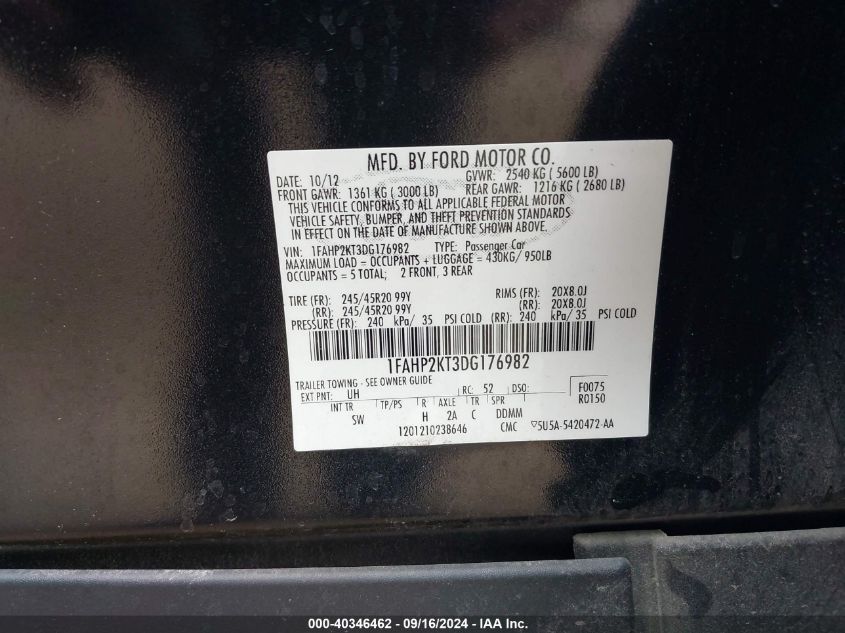 MFD. BY FORD MOTOR CO.
DATE: 10/12 GVWR: 2540 KG ( 5600 LB)
FRONT GAWR: 1361 KG ( 3000 LB) REAR GAWR: 1216 KG ( 2680 LB)
THIS VEHICLE CONFORMS TO ALL APPLICABLE FEDERAL MOTOR
VEHICLE SAFETY, BUMPER, AND THEFT PREVENTION STANDARDS
IN EFFECT ON THE DATE OF MANUFACTURE SHOWN ABOVE.
VIN: 1FAHP2KT3DG176982 TYPE: Passenger Car
MAXIMUM LOAD = OCCUPANTS + LUGGAGE = 430KG/ 950LB
OCCUPANTS = 5 TOTAL; 2 FRONT, 3 REAR
TIRE (FR): 245/45R20 99Y RIMS (FR): 20X8.0J
(RR): 245/45R20 99Y (RR): 20X8.0J
PRESSURE (FR): 240 kPa/ 35 PSI COLD (RR): 240 kPa/ 35 PSI COLD
1FAHP2KT3DG176982
TRAILER TOWING - SEE OWNER GUIDE
EXT PNT: UH RC: 52 DSO: F0075
INT TR TP/PS R AXLE TR SPR R0150
SW H 2A C DDMM
1201210238646 CMC ▽5U5A-5420472-AA
000-40346462 - 09/16/2024 - IAAI.COM